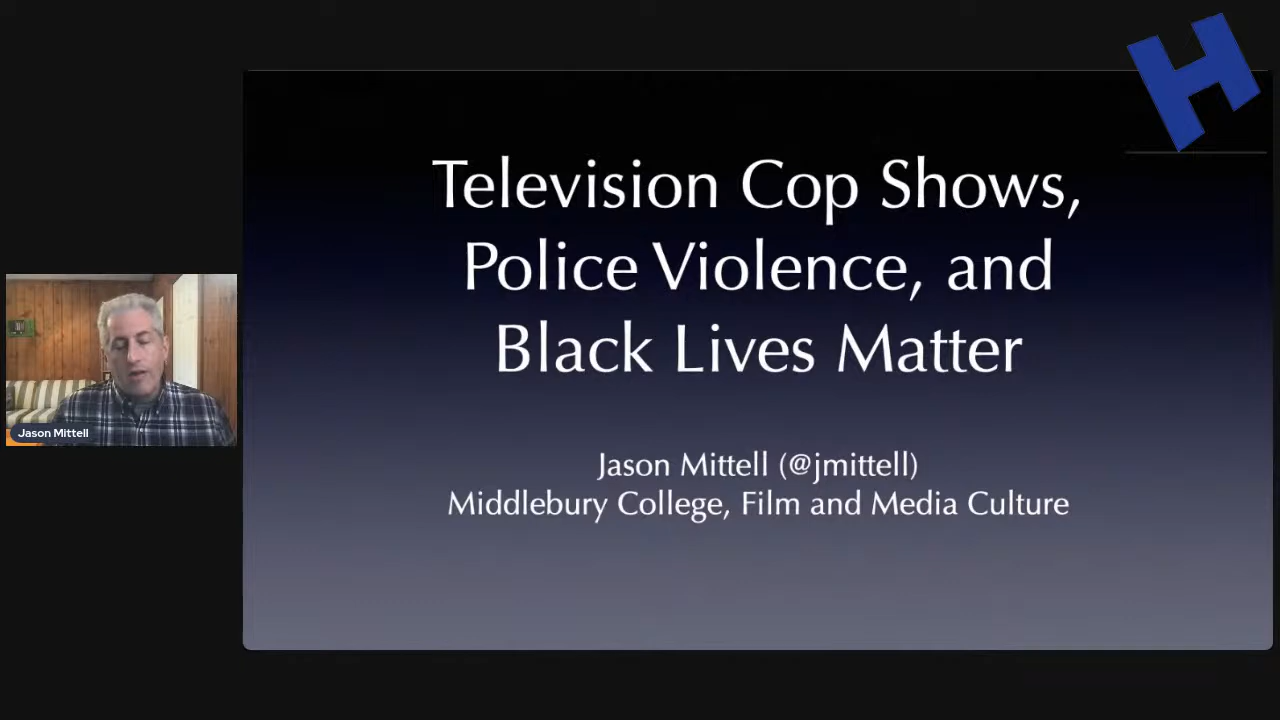 Television Cop Shows,
Police Violence, and
Black Lives Matter
Jason Mittell (@jmittell)
Middlebury College, Film and Media Culture
Jason Mittell
H